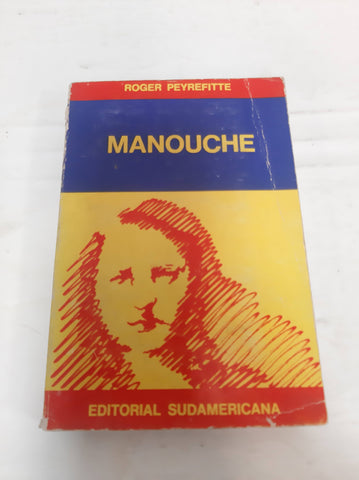 ROGER PEYREFITTE
MANOUCHE
EDITORIAL SUDAMERICANA